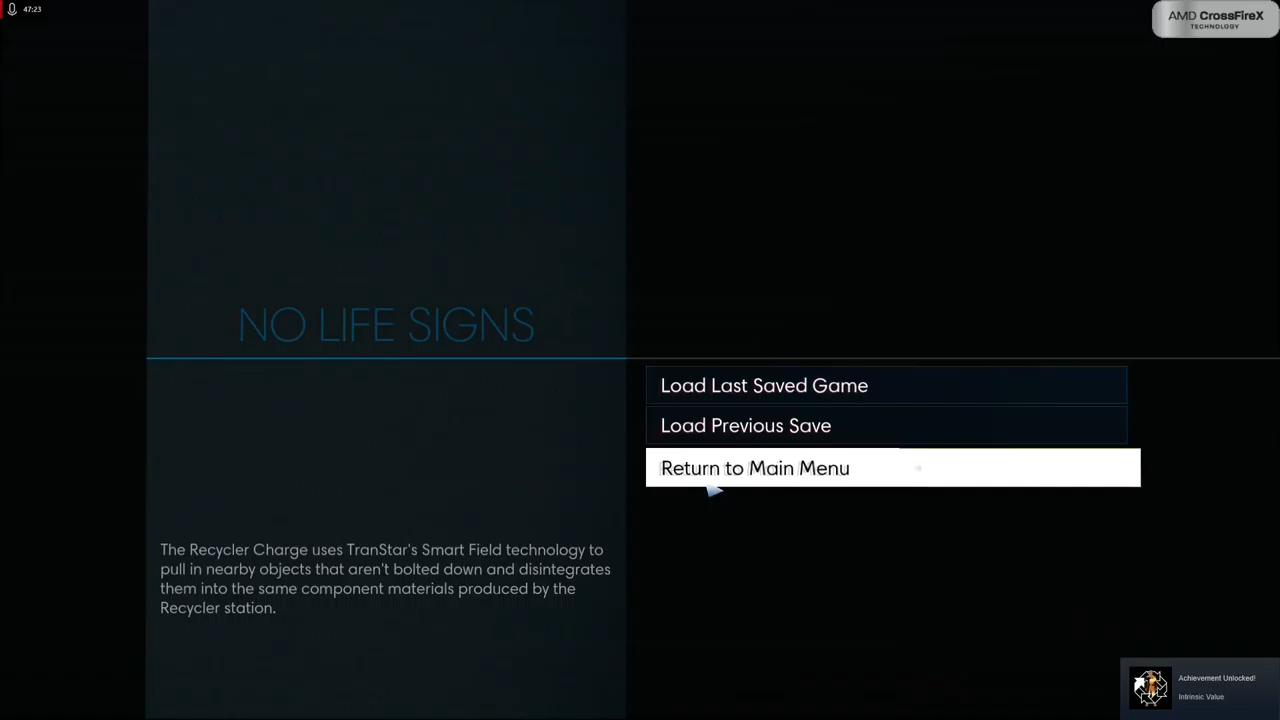 47:23
AMD CrossFireX
TECHNOLOGY
NO LIFE SIGNS
Load Last Saved Game
Load Previous Save
Return to Main Menu
The Recycler Charge uses TranStar's Smart Field technology to
pull in nearby objects that aren't bolted down and disintegrates
them into the same component materials produced by the
Recycler station.
Achievement Unlocked!
Intrinsic Value